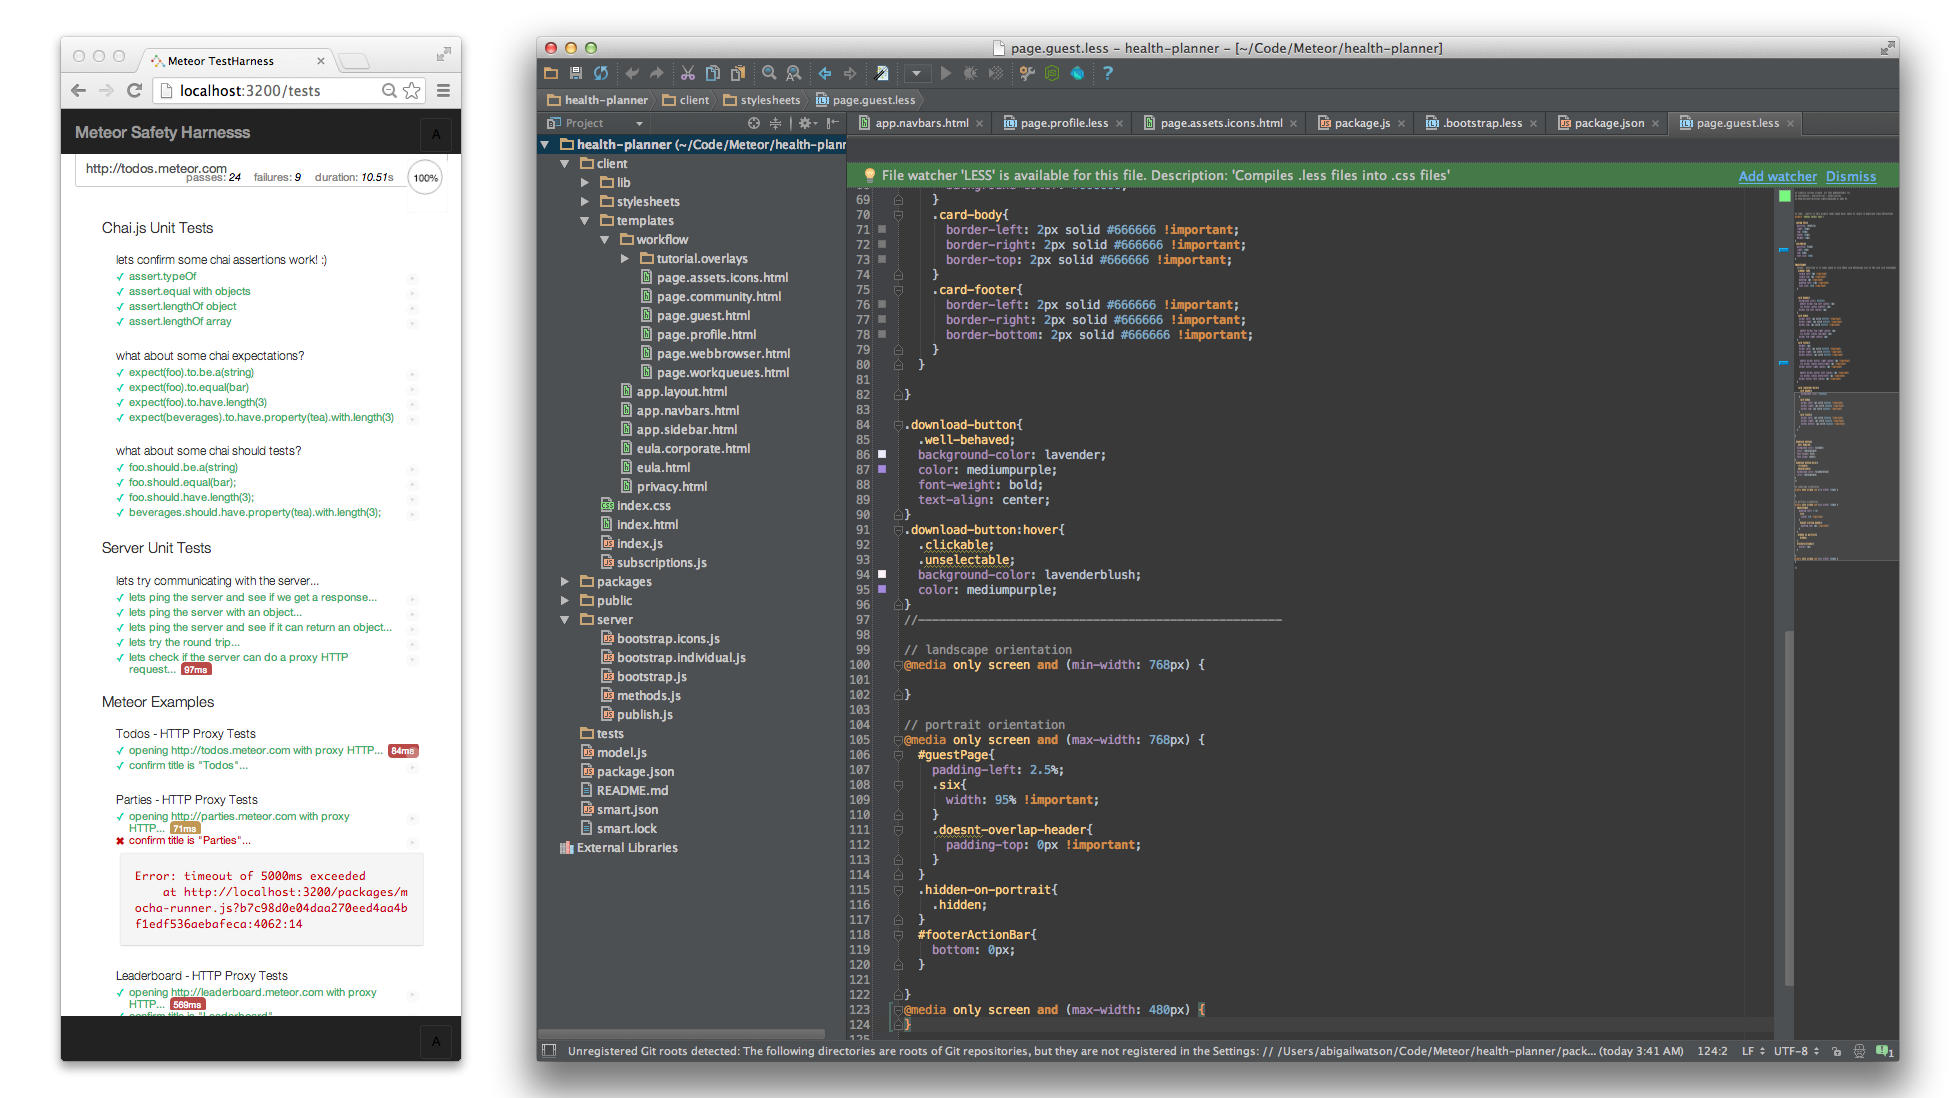 Meteor TestHarness
localhost:3200/tests
Meteor Safety Harnesss
A
http://todos.meteor.com
passes: 24 failures: 9 duration: 10.51s 100%
Chai.js Unit Tests
lets confirm some chai assertions work! :)
✓ assert.typeOf
✓ assert.equal with objects
✓ assert.lengthOf object
✓ assert.lengthOf array
what about some chai expectations?
✓ expect(foo).to.be.a(string)
✓ expect(foo).to.equal(bar)
✓ expect(foo).to.have.length(3)
✓ expect(beverages).to.have.property(tea).with.length(3)
what about some chai should tests?
✓ foo.should.be.a(string)
✓ foo.should.equal(bar);
✓ foo.should.have.length(3);
✓ beverages.should.have.property(tea).with.length(3);
Server Unit Tests
lets try communicating with the server...
✓ lets ping the server and see if we get a response...
✓ lets ping the server with an object...
✓ lets ping the server and see if it can return an object...
✓ lets try the round trip...
✓ lets check if the server can do a proxy HTTP
request... 97ms
Meteor Examples
Todos - HTTP Proxy Tests
✓ opening http://todos.meteor.com with proxy HTTP... 84ms
✓ confirm title is "Todos"...
Parties - HTTP Proxy Tests
✓ opening http://parties.meteor.com with proxy
HTTP... 71ms
✖ confirm title is "Parties"...
Error: timeout of 5000ms exceeded
at http://localhost:3200/packages/m
ocha-runner.js?b7c98d0e04daa270eed4aa4b
f1edf536aebafeca:4062:14
Leaderboard - HTTP Proxy Tests
✓ opening http://leaderboard.meteor.com with proxy
HTTP... 569ms
✓ confirm title is "Leaderboard"
A
page.guest.less - health-planner - [~/Code/Meteor/health-planner]
health-planner client stylesheets page.guest.less
Project
app.navbars.html page.profile.less page.assets.icons.html package.js .bootstrap.less package.json page.guest.less
health-planner (~/Code/Meteor/health-plann
client
lib
stylesheets
templates
workflow
tutorial.overlays
page.assets.icons.html
page.community.html
page.guest.html
page.profile.html
page.webbrowser.html
page.workqueues.html
app.layout.html
app.navbars.html
app.sidebar.html
eula.corporate.html
eula.html
privacy.html
index.css
index.html
index.js
subscriptions.js
packages
public
server
bootstrap.icons.js
bootstrap.individual.js
bootstrap.js
methods.js
publish.js
tests
model.js
package.json
README.md
smart.json
smart.lock
External Libraries
File watcher 'LESS' is available for this file. Description: 'Compiles .less files into .css files' Add watcher Dismiss
69 }
70 .card-body{
71 border-left: 2px solid #666666 !important;
72 border-right: 2px solid #666666 !important;
73 border-top: 2px solid #666666 !important;
74 }
75 .card-footer{
76 border-left: 2px solid #666666 !important;
77 border-right: 2px solid #666666 !important;
78 border-bottom: 2px solid #666666 !important;
79 }
80 }
81
82 }
83
84 .download-button{
85 .well-behaved;
86 background-color: lavender;
87 color: mediumpurple;
88 font-weight: bold;
89 text-align: center;
90 }
91 .download-button:hover{
92 .clickable;
93 .unselectable;
94 background-color: lavenderblush;
95 color: mediumpurple;
96 }
97 //----------------------------------------------------
98
99 // landscape orientation
100 @media only screen and (min-width: 768px) {
101
102 }
103
104 // portrait orientation
105 @media only screen and (max-width: 768px) {
106 #guestPage{
107 padding-left: 2.5%;
108 .six{
109 width: 95% !important;
110 }
111 .doesnt-overlap-header{
112 padding-top: 0px !important;
113 }
114 }
115 .hidden-on-portrait{
116 .hidden;
117 }
118 #footerActionBar{
119 bottom: 0px;
120 }
121
122 }
123 @media only screen and (max-width: 480px) {
124 }
125
Unregistered Git roots detected: The following directories are roots of Git repositories, but they are not registered in the Settings: // /Users/abigailwatson/Code/Meteor/health-planner/pack... (today 3:41 AM) 124:2 LF UTF-8 1